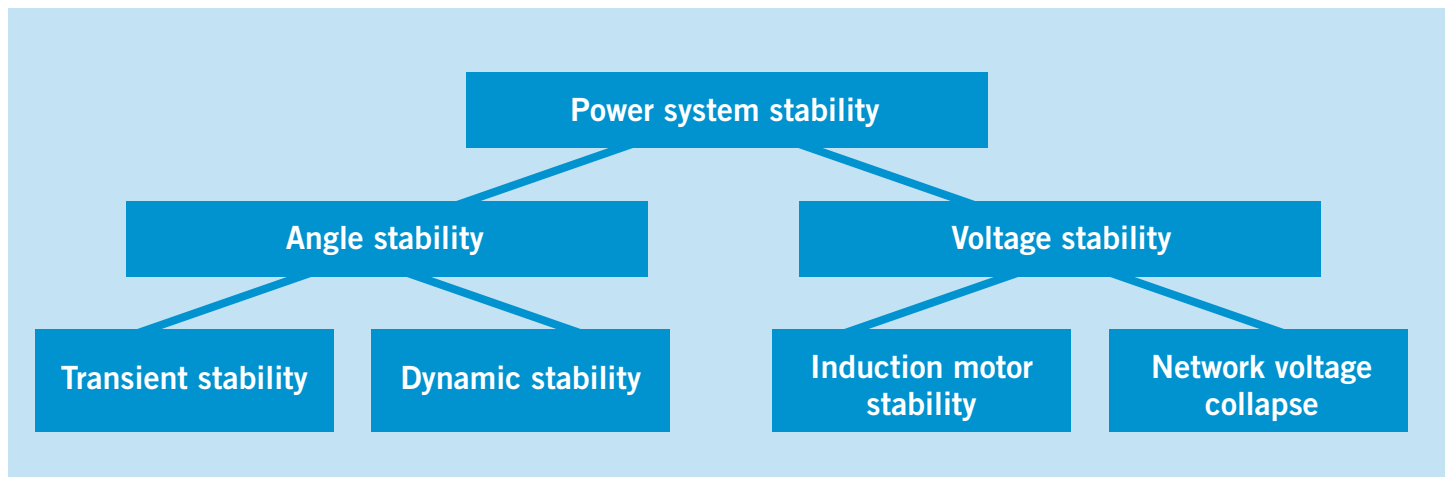 Power system stability
Angle stability
Voltage stability
Transient stability
Dynamic stability
Induction motor
stability
Network voltage
collapse